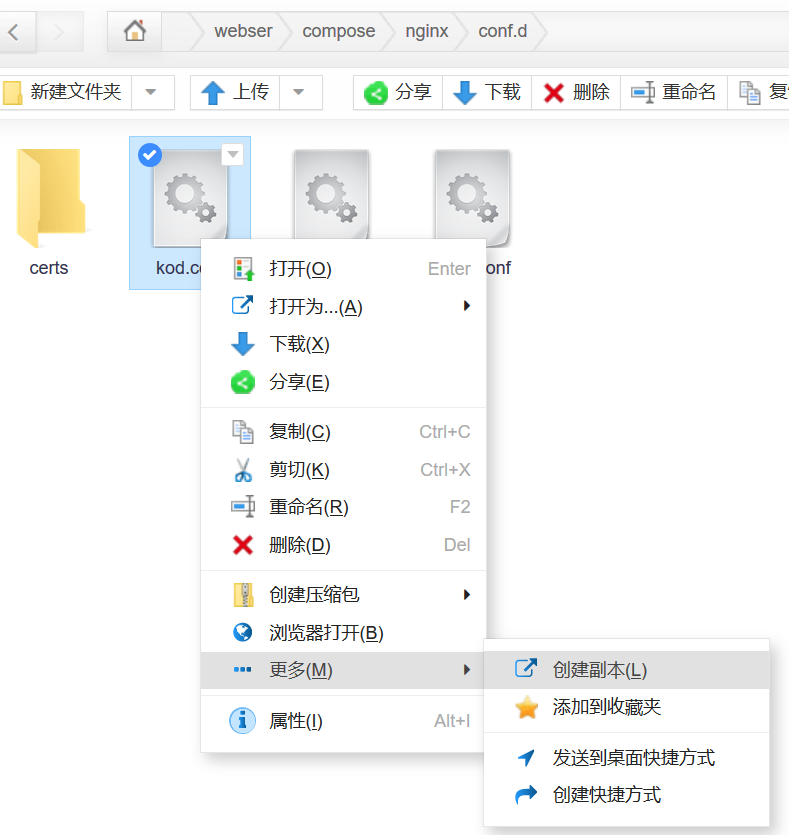 webser compose nginx conf.d
新建文件夹 上传 分享 下载 删除 重命名
certs kod.c onf
打开(O) Enter
打开为...(A)
下载(X)
分享(E)
复制(C) Ctrl+C
剪切(K) Ctrl+X
重命名(R) F2
删除(D) Del
创建压缩包
浏览器打开(B)
更多(M)
属性(I) Alt+I
创建副本(L)
添加到收藏夹
发送到桌面快捷方式
创建快捷方式